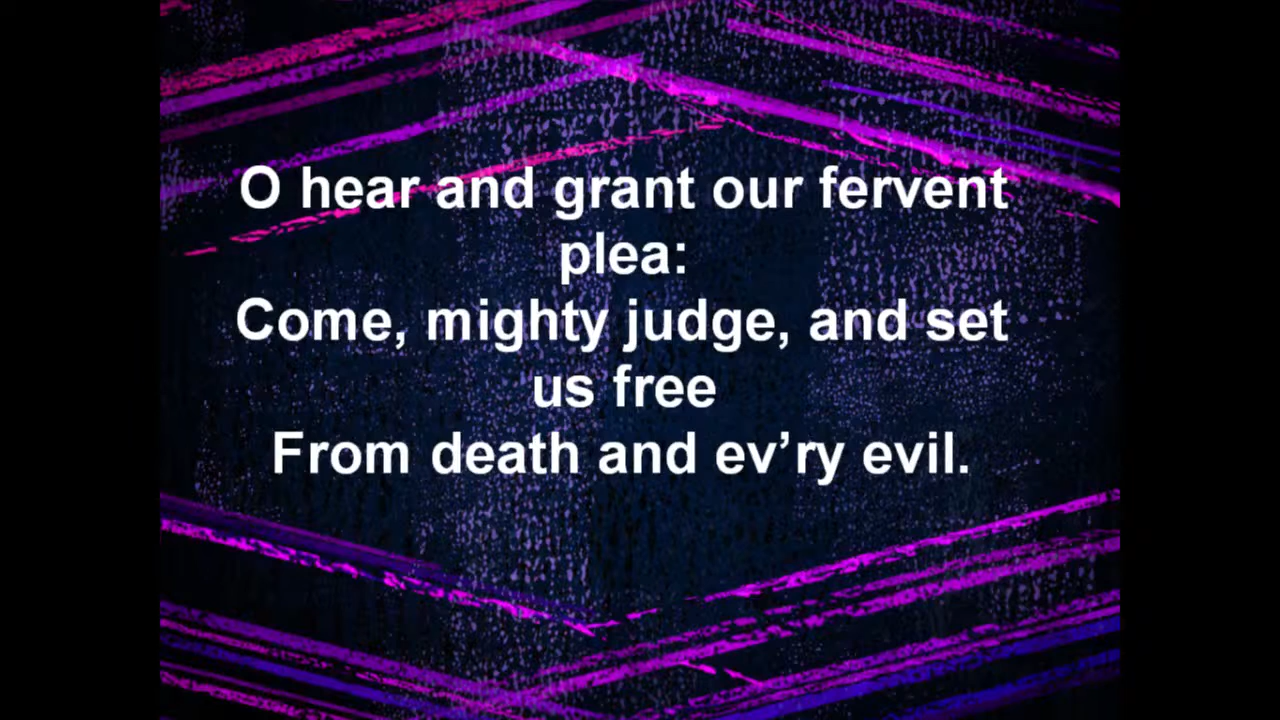 O hear and grant our fervent
plea:
Come, mighty judge, and set
us free
From death and ev’ry evil.